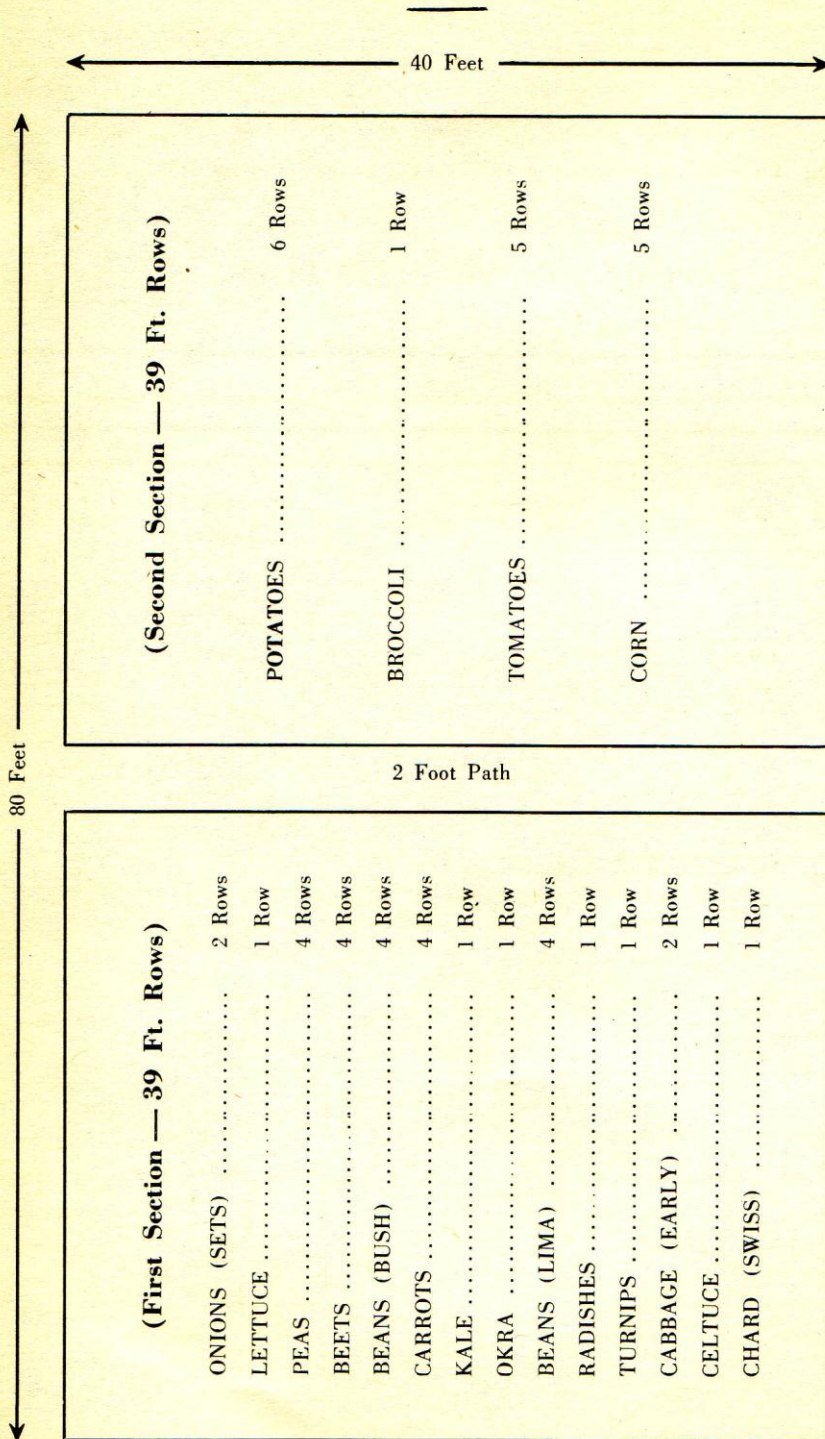 40 Feet
80 Feet
(First Section — 39 Ft. Rows)
ONIONS (SETS) ........................ 2 Rows
LETTUCE ........................ 1 Row
PEAS ........................ 4 Rows
BEETS ........................ 4 Rows
BEANS (BUSH) ........................ 4 Rows
CARROTS ........................ 4 Rows
KALE ........................ 1 Row
OKRA ........................ 1 Row
BEANS (LIMA) ........................ 4 Rows
RADISHES ........................ 1 Row
TURNIPS ........................ 1 Row
CABBAGE (EARLY) ........................ 2 Rows
CELTUCE ........................ 1 Row
CHARD (SWISS) ........................ 1 Row
2 Foot Path
(Second Section — 39 Ft. Rows)
POTATOES ........................ 6 Rows
BROCCOLI ........................ 1 Row
TOMATOES ........................ 5 Rows
CORN ........................ 5 Rows